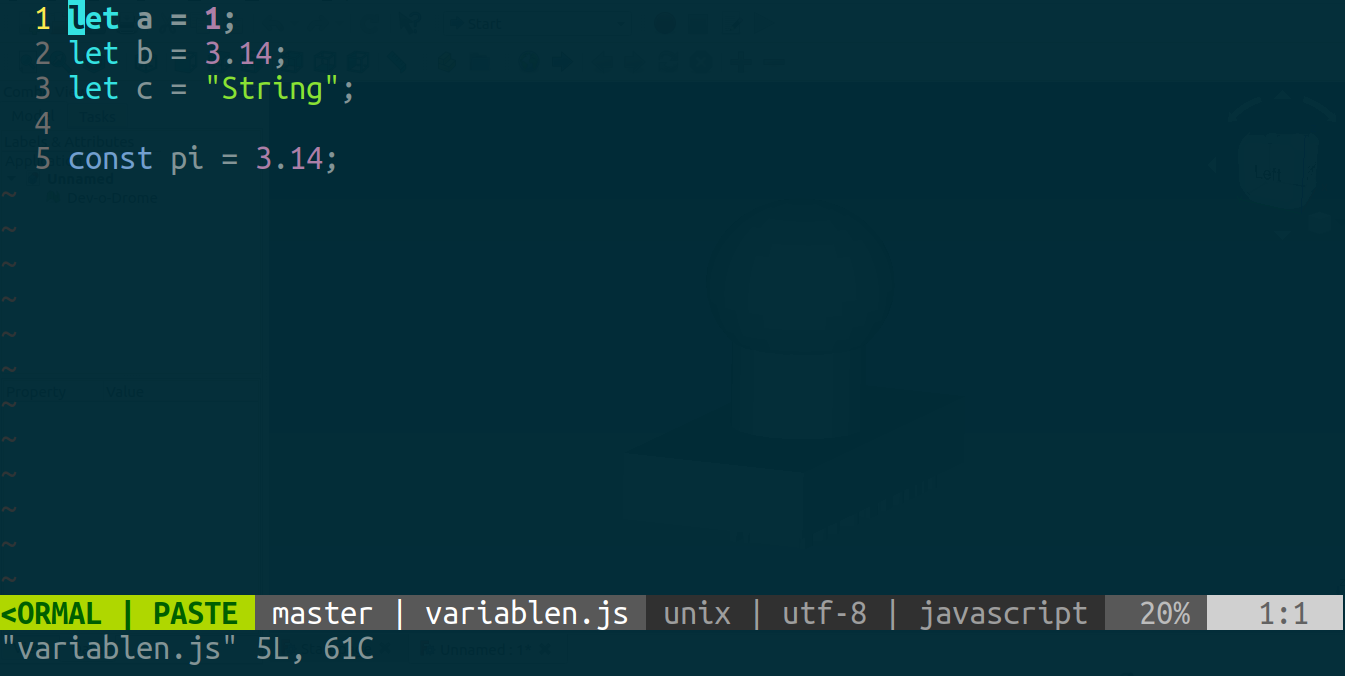 1 let a = 1;
2 let b = 3.14;
3 let c = "String";
4
5 const pi = 3.14;
~
~
~
~
~
~
~
~
~
~
~
~
<ORMAL | PASTE master | variablen.js unix | utf-8 | javascript 20% 1:1
"variablen.js" 5L, 61C